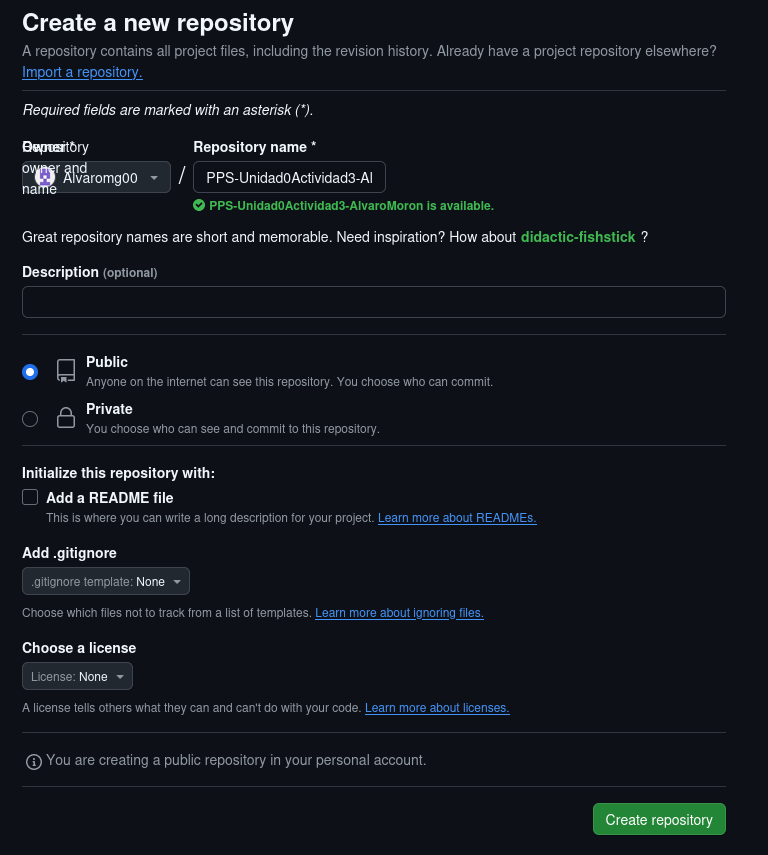 Create a new repository
A repository contains all project files, including the revision history. Already have a project repository elsewhere?
Import a repository.
Required fields are marked with an asterisk (*).
Owner *
Repository
owner and
name
Repository name *
Alvaromg00
/
PPS-Unidad0Actividad3-Al
PPS-Unidad0Actividad3-AlvaroMoron is available.
Great repository names are short and memorable. Need inspiration? How about didactic-fishstick ?
Description (optional)
Public
Anyone on the internet can see this repository. You choose who can commit.
Private
You choose who can see and commit to this repository.
Initialize this repository with:
Add a README file
This is where you can write a long description for your project. Learn more about READMEs.
Add .gitignore
.gitignore template: None
Choose which files not to track from a list of templates. Learn more about ignoring files.
Choose a license
License: None
A license tells others what they can and can't do with your code. Learn more about licenses.
You are creating a public repository in your personal account.
Create repository